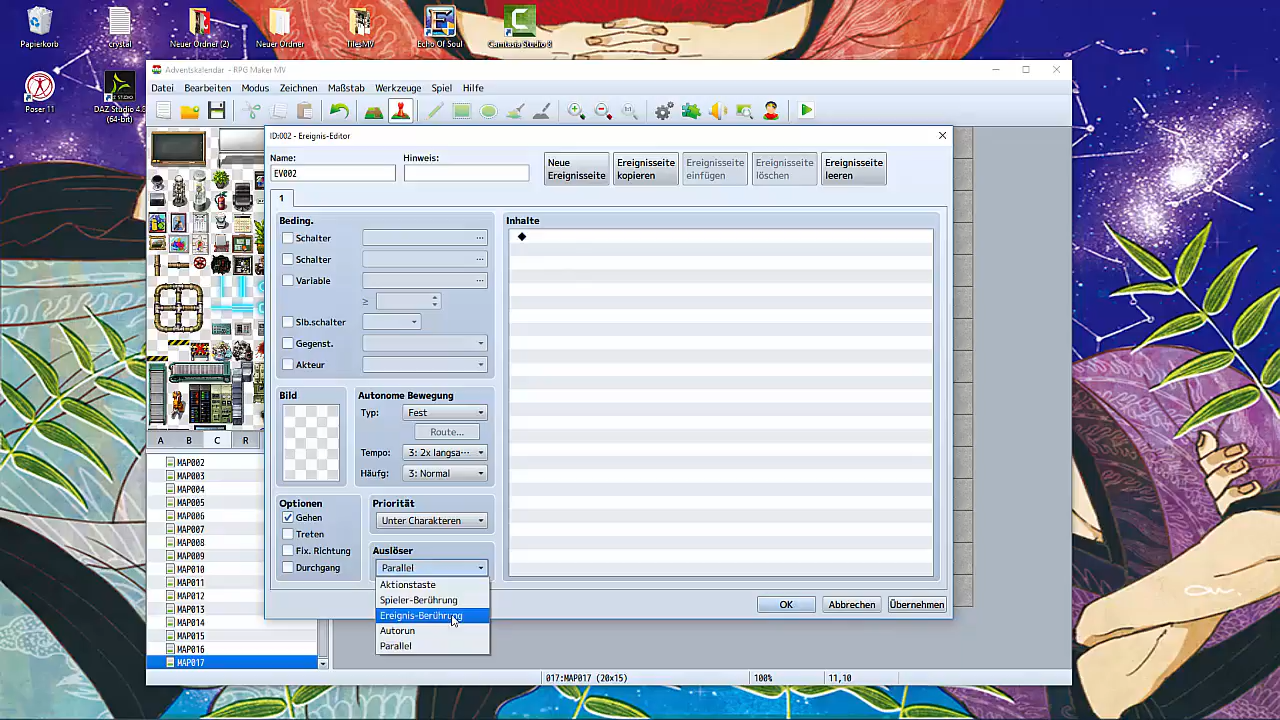 Papierkorb
crystal
Neuer Ordner (2)
Neuer Ordner
TilesMV
Echo Of Soul
Camtasia Studio 8
Poser 11
DAZ Studio 4.8
(64-bit)
Adventskalendar - RPG Maker MV
Datei Bearbeiten Modus Zeichnen Maßstab Werkzeuge Spiel Hilfe
ID:002 - Ereignis-Editor
Name:
Hinweis:
EV002
Neue
Ereignisseite
Ereignisseite
kopieren
Ereignisseite
einfügen
Ereignisseite
löschen
Ereignisseite
leeren
1
Beding.
Schalter
...
Schalter
...
Variable
...
≥
Slb.schalter
Gegenst.
Akteur
Inhalte
Bild
Autonome Bewegung
Typ: Fest
Route...
Tempo: 3: 2x langsa...
Häufg: 3: Normal
Optionen
Gehen
Treten
Fix. Richtung
Durchgang
Priorität
Unter Charakteren
Auslöser
Parallel
Aktionstaste
Spieler-Berührung
Ereignis-Berührung
Autorun
Parallel
OK
Abbrechen
Übernehmen
A B C R
MAP002
MAP003
MAP004
MAP005
MAP006
MAP007
MAP008
MAP009
MAP010
MAP011
MAP012
MAP013
MAP014
MAP015
MAP016
MAP017
017:MAP017 (20x15)
100%
11,10